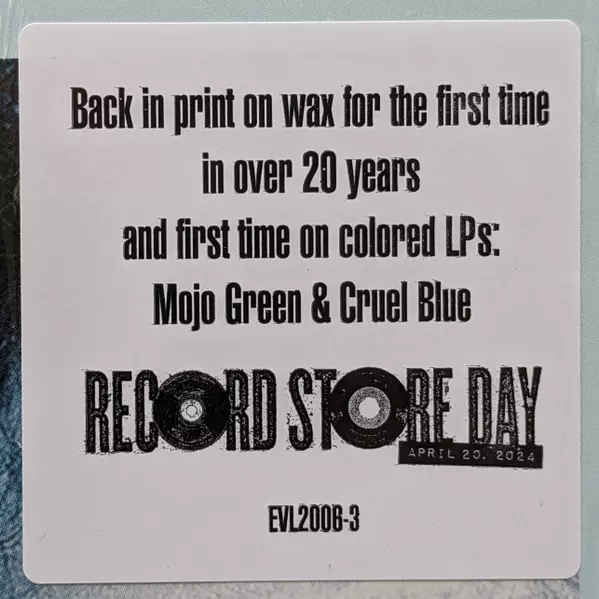 Back in print on wax for the first time
in over 20 years
and first time on colored LPs:
Mojo Green & Cruel Blue
RECORD STORE DAY
APRIL 20. 2024
EVL2006-3